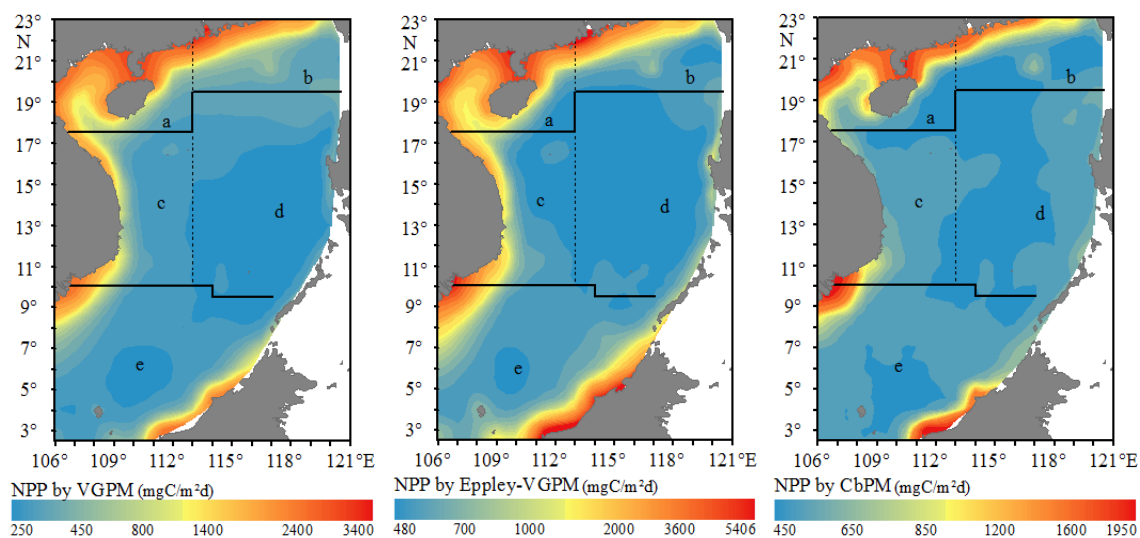 23°
N
21°
19°
17°
15°
13°
11°
9°
7°
5°
3°
a
b
c
d
e
106° 109° 112° 115° 118° 121°E
NPP by VGPM (mgC/m²d)
250 450 800 1400 2400 3400
23°
N
21°
19°
17°
15°
13°
11°
9°
7°
5°
3°
a
b
c
d
e
106° 109° 112° 115° 118° 121°E
NPP by Eppley-VGPM (mgC/m²d)
480 700 1000 2000 3600 5406
23°
N
21°
19°
17°
15°
13°
11°
9°
7°
5°
3°
a
b
c
d
e
106° 109° 112° 115° 118° 121°E
NPP by CbPM (mgC/m²d)
450 650 850 1200 1600 1950